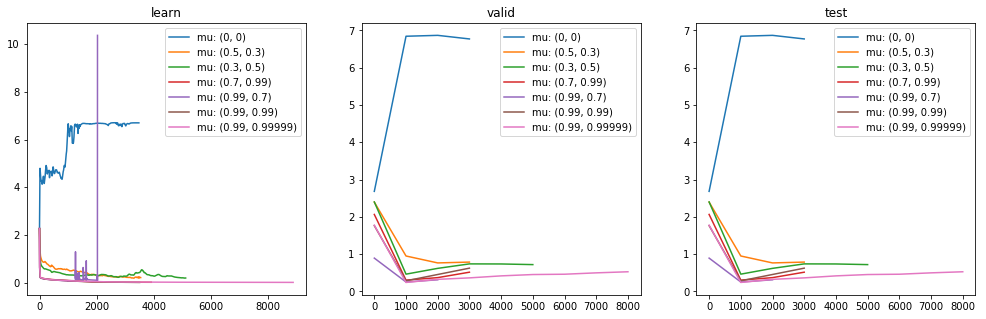 learn
10
8
6
4
2
0
0
2000
4000
6000
8000
mu: (0, 0)
mu: (0.5, 0.3)
mu: (0.3, 0.5)
mu: (0.7, 0.99)
mu: (0.99, 0.7)
mu: (0.99, 0.99)
mu: (0.99, 0.99999)
valid
7
6
5
4
3
2
1
0
0
1000
2000
3000
4000
5000
6000
7000
8000
mu: (0, 0)
mu: (0.5, 0.3)
mu: (0.3, 0.5)
mu: (0.7, 0.99)
mu: (0.99, 0.7)
mu: (0.99, 0.99)
mu: (0.99, 0.99999)
test
7
6
5
4
3
2
1
0
0
1000
2000
3000
4000
5000
6000
7000
8000
mu: (0, 0)
mu: (0.5, 0.3)
mu: (0.3, 0.5)
mu: (0.7, 0.99)
mu: (0.99, 0.7)
mu: (0.99, 0.99)
mu: (0.99, 0.99999)